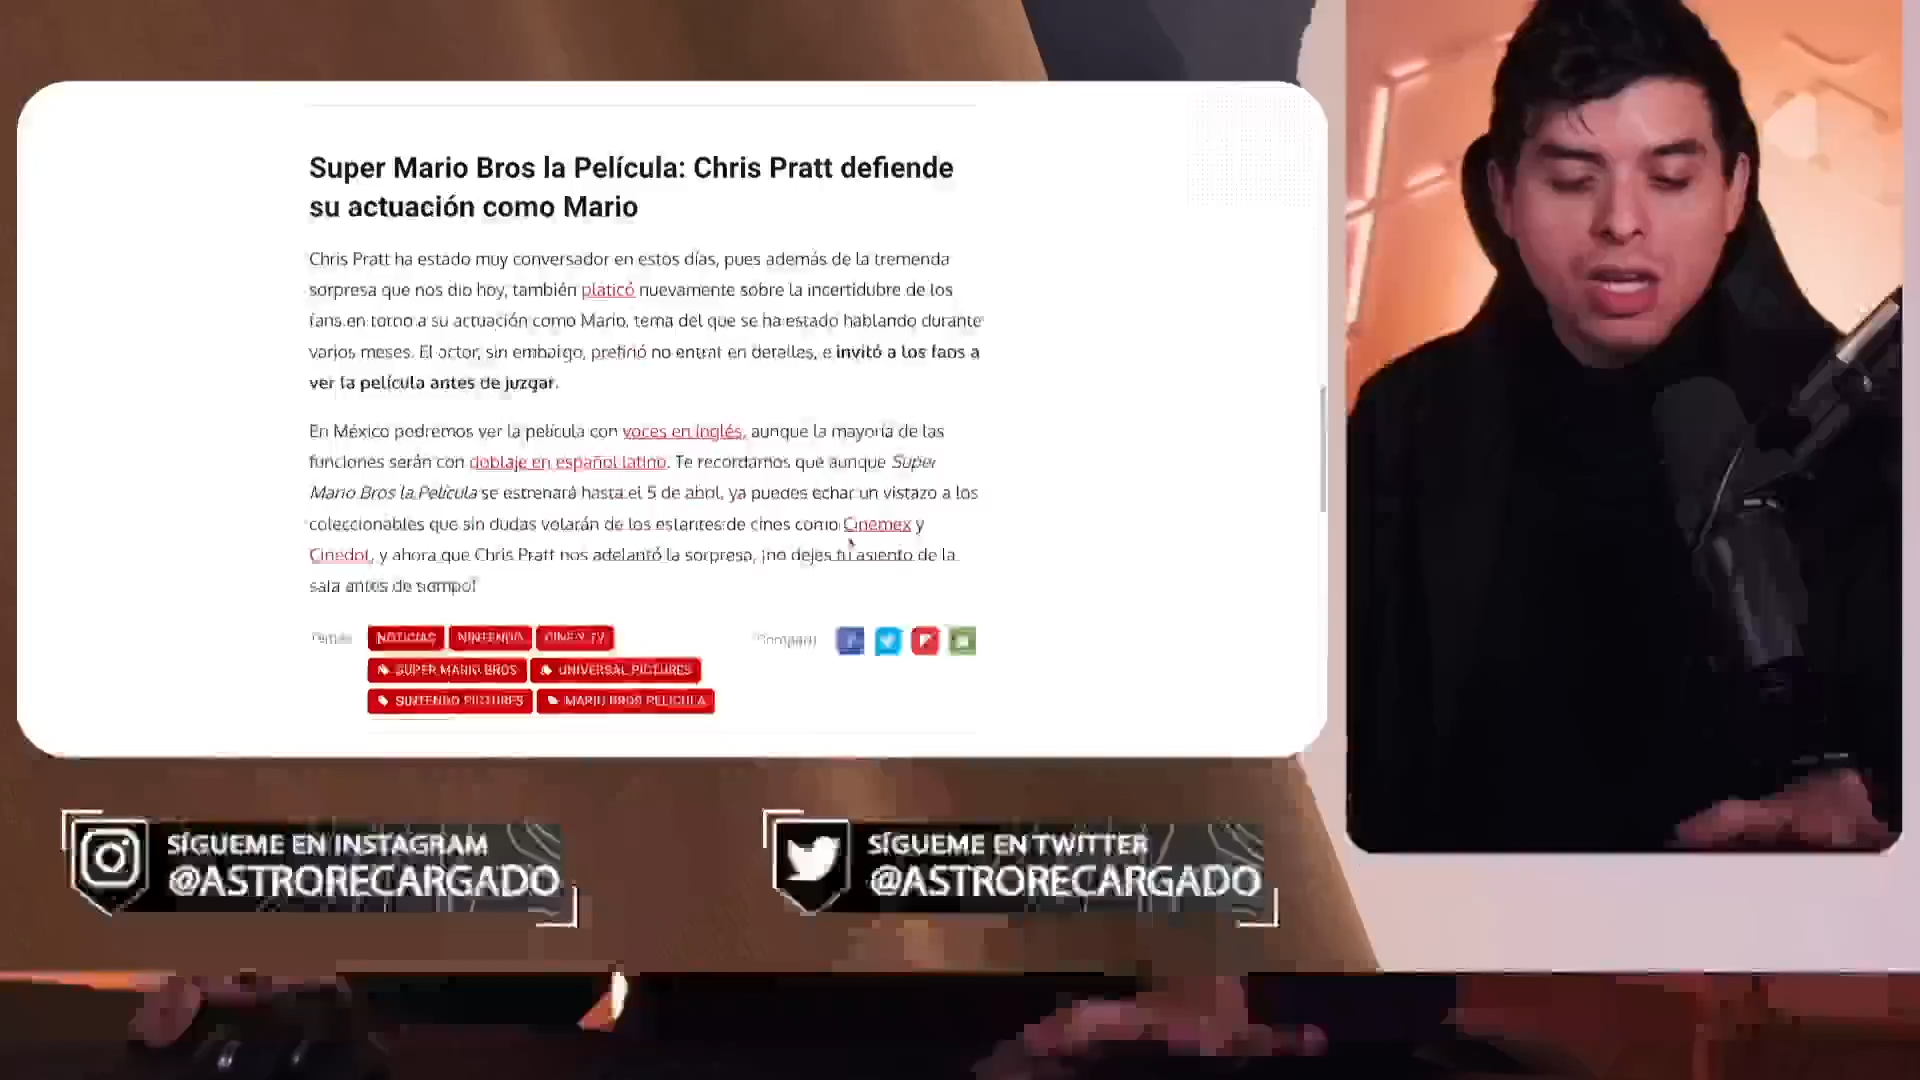 Super Mario Bros la Película: Chris Pratt defiende
su actuación como Mario
Chris Pratt ha estado muy conversador en estos días, pues además de la tremenda
sorpresa que nos dio hoy, también platicó nuevamente sobre la incertidubre de los
fans en torno a su actuación como Mario, tema del que se ha estado hablando durante
varios meses. El actor, sin embargo, prefirió no entrar en detalles, e invitó a los fans a
ver la película antes de juzgar.
En México podremos ver la película con voces en inglés, aunque la mayoría de las
funciones serán con doblaje en español latino. Te recordamos que aunque Super
Mario Bros la Película se estrenará hasta el 5 de abril, ya puedes echar un vistazo a los
coleccionables que sin dudas volarán de los estantes de cines como Cinemex y
Cinedot, y ahora que Chris Pratt nos adelantó la sorpresa, ¡no dejes tu asiento de la
sala antes de tiempo!
NOTICIAS NINTENDO CINE Y TV
SUPER MARIO BROS UNIVERSAL PICTURES
NINTENDO PICTURES MARIO BROS PELICULA
SÍGUEME EN INSTAGRAM
@ASTRORECARGADO
SÍGUEME EN TWITTER
@ASTRORECARGADO